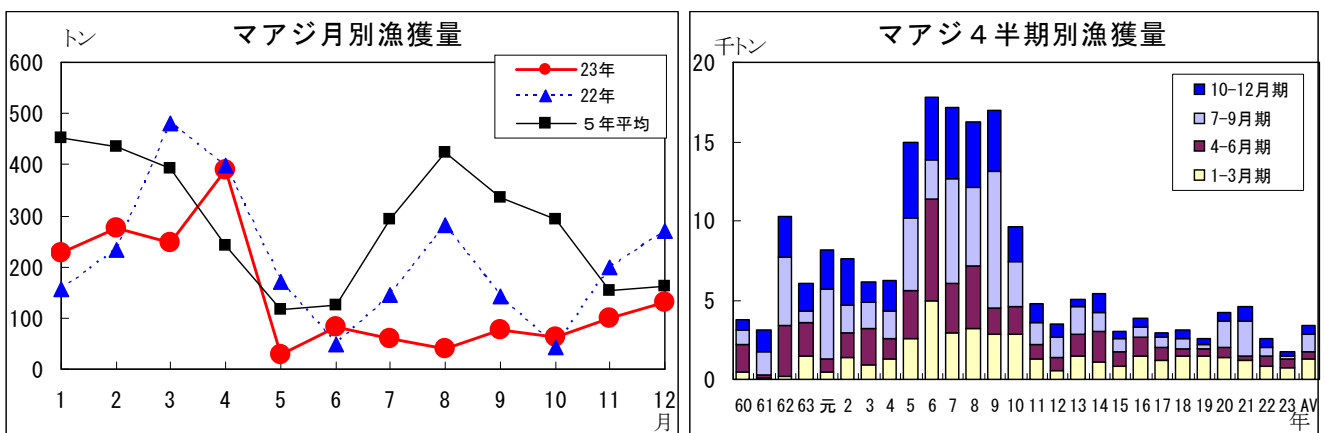 マアジ月別漁獲量
トン
600
500
400
300
200
100
0
23年
22年
５年平均
1 2 3 4 5 6 7 8 9 10 11 12
月
マアジ４半期別漁獲量
千トン
20
15
10
5
0
10-12月期
7-9月期
4-6月期
1-3月期
60 61 62 63 元 2 3 4 5 6 7 8 9 10 11 12 13 14 15 16 17 18 19 20 21 22 23 AV
年